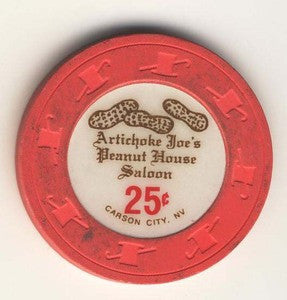 Artichoke Joe's
Peanut House
Saloon
25¢
CARSON CITY, NV